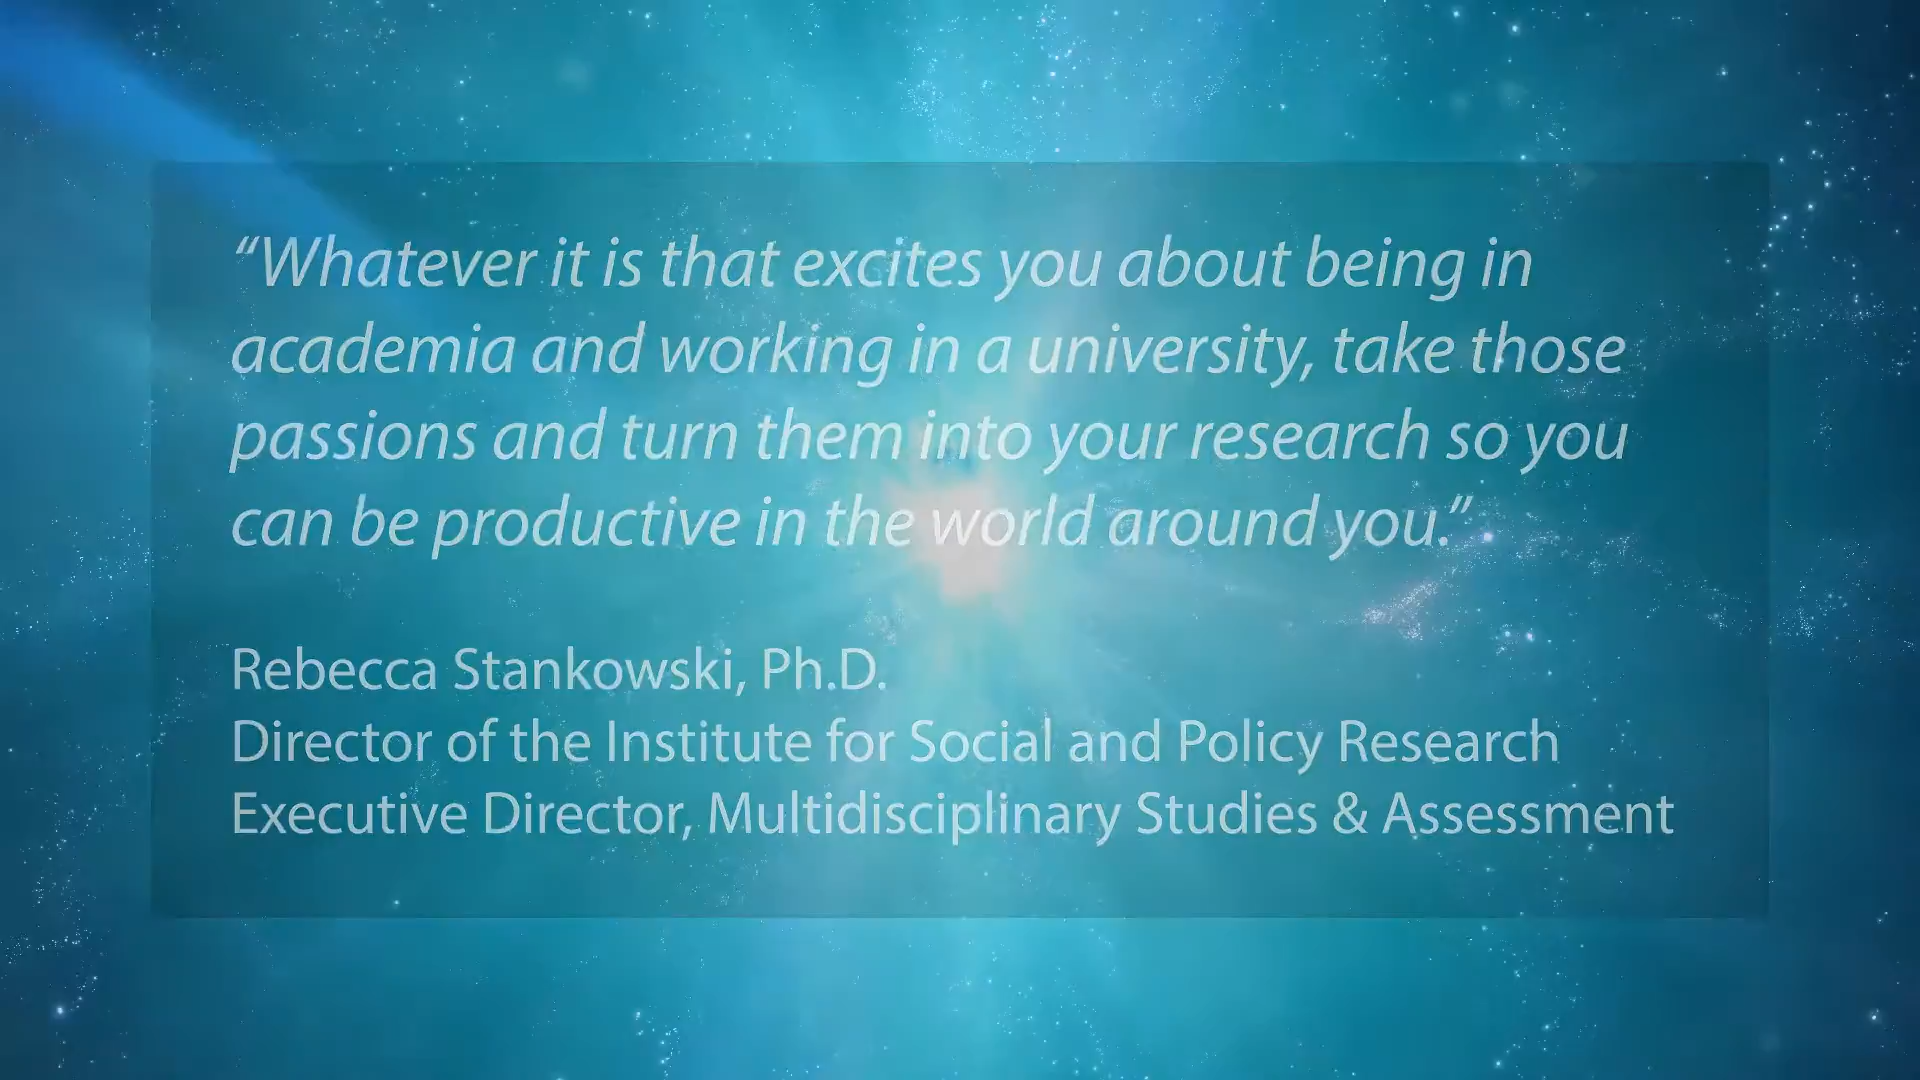 “Whatever it is that excites you about being in
academia and working in a university, take those
passions and turn them into your research so you
can be productive in the world around you.”
Rebecca Stankowski, Ph.D.
Director of the Institute for Social and Policy Research
Executive Director, Multidisciplinary Studies & Assessment